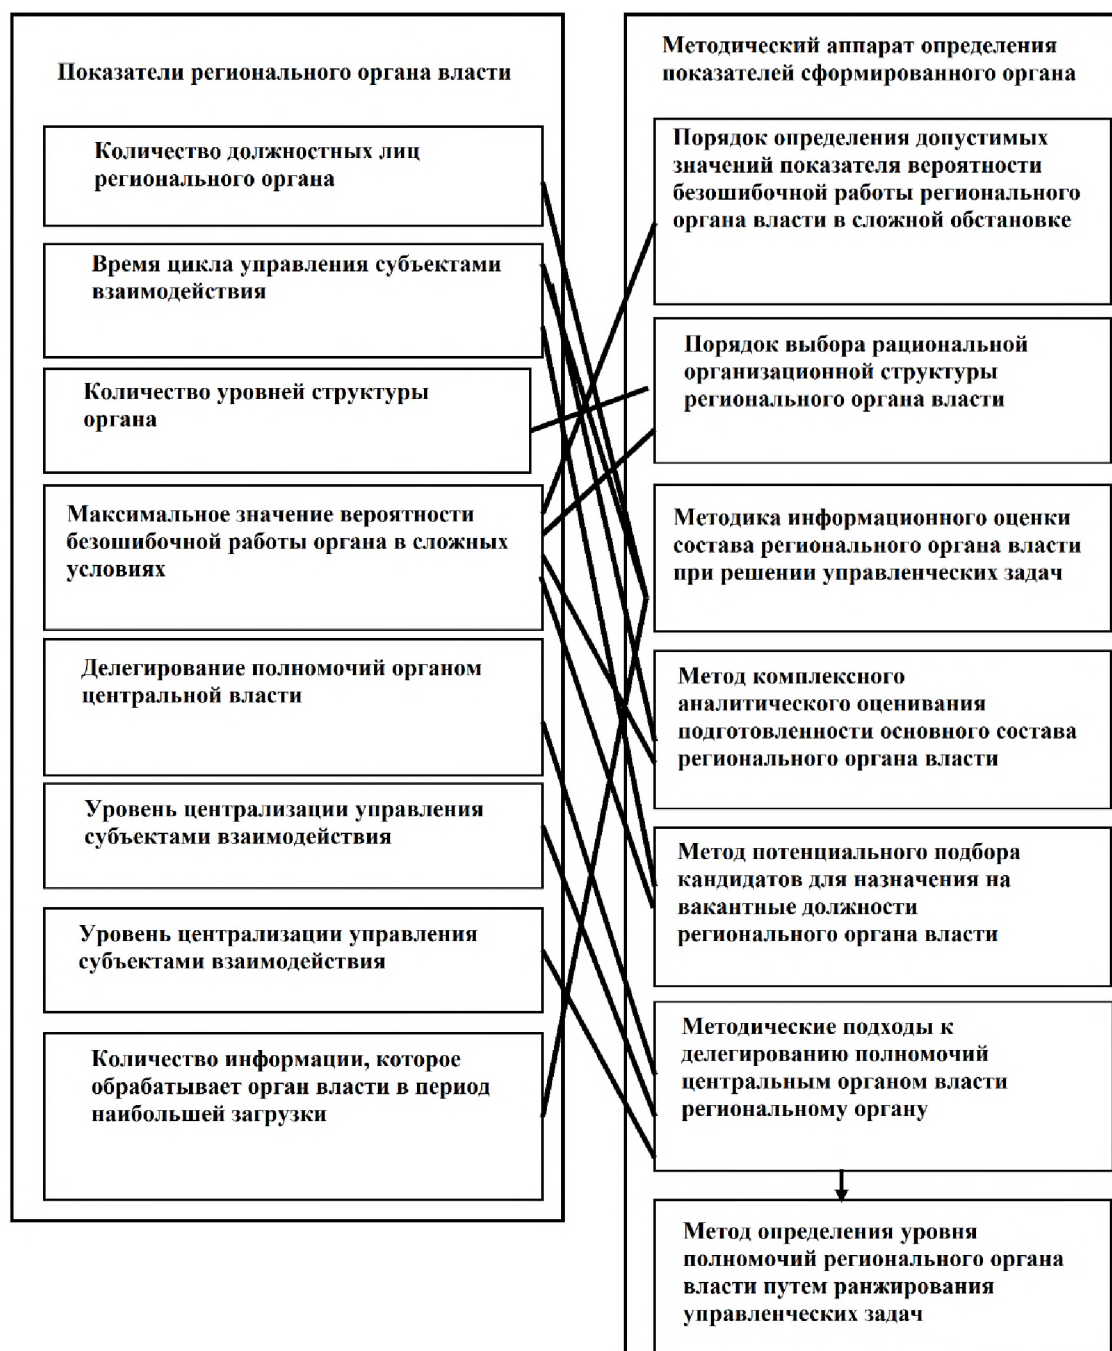 Показатели регионального органа власти
Количество должностных лиц
регионального органа
Время цикла управления субъектами
взаимодействия
Количество уровней структуры
органа
Максимальное значение вероятности
безошибочной работы органа в сложных
условиях
Делегирование полномочий органом
центральной власти
Уровень централизации управления
субъектами взаимодействия
Уровень централизации управления
субъектами взаимодействия
Количество информации, которое
обрабатывает орган власти в период
наибольшей загрузки
Методический аппарат определения
показателей сформированного органа
Порядок определения допустимых
значений показателя вероятности
безошибочной работы регионального
органа власти в сложной обстановке
Порядок выбора рациональной
организационной структуры
регионального органа власти
Методика информационного оценки
состава регионального органа власти
при решении управленческих задач
Метод комплексного
аналитического оценивания
подготовленности основного состава
регионального органа власти
Метод потенциального подбора
кандидатов для назначения на
вакантные должности
регионального органа власти
Методические подходы к
делегированию полномочий
центральным органом власти
региональному органу
Метод определения уровня
полномочий регионального органа
власти путем ранжирования
управленческих задач